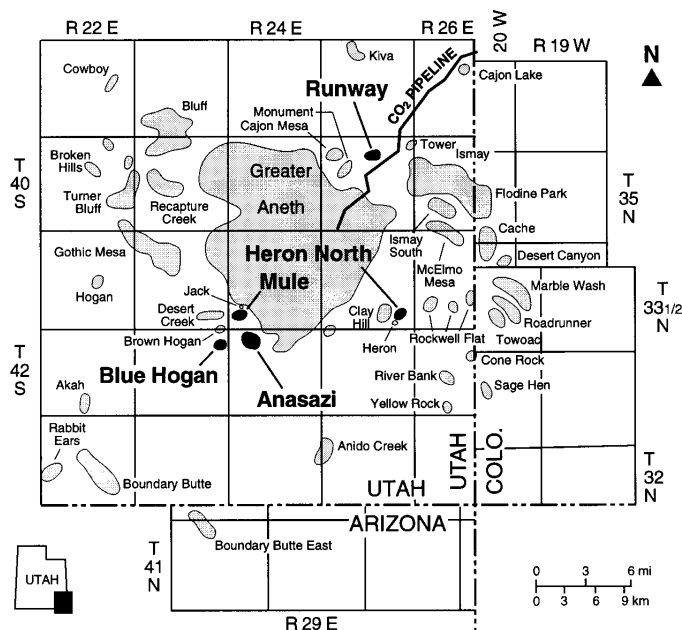 R 22 E
R 24 E
R 26 E
20 W
R 19 W
N
Cowboy
Kiva
CO2 PIPELINE
Cajon Lake
Runway
Bluff
Monument
Cajon Mesa
Tower
Ismay
T
40
S
Broken
Hills
Greater
Aneth
Turner
Bluff
Recapture
Creek
Flodine Park
T
35
N
Ismay
South
Cache
Gothic Mesa
Heron North
Mule
McElmo
Mesa
Desert Canyon
Hogan
Jack
Marble Wash
Desert
Creek
Clay
Hill
T
33 1/2
N
Roadrunner
Brown Hogan
Heron
Rockwell Flat
Towoac
T
42
S
Blue Hogan
Anasazi
Cone Rock
River Bank
Sage Hen
Akah
Yellow Rock
Rabbit
Ears
Anido Creek
Boundary Butte
UTAH
COLO.
T
32
N
UTAH
ARIZONA
T
41
N
Boundary Butte East
UTAH
0 3 6 mi
0 3 6 9 km
R 29 E